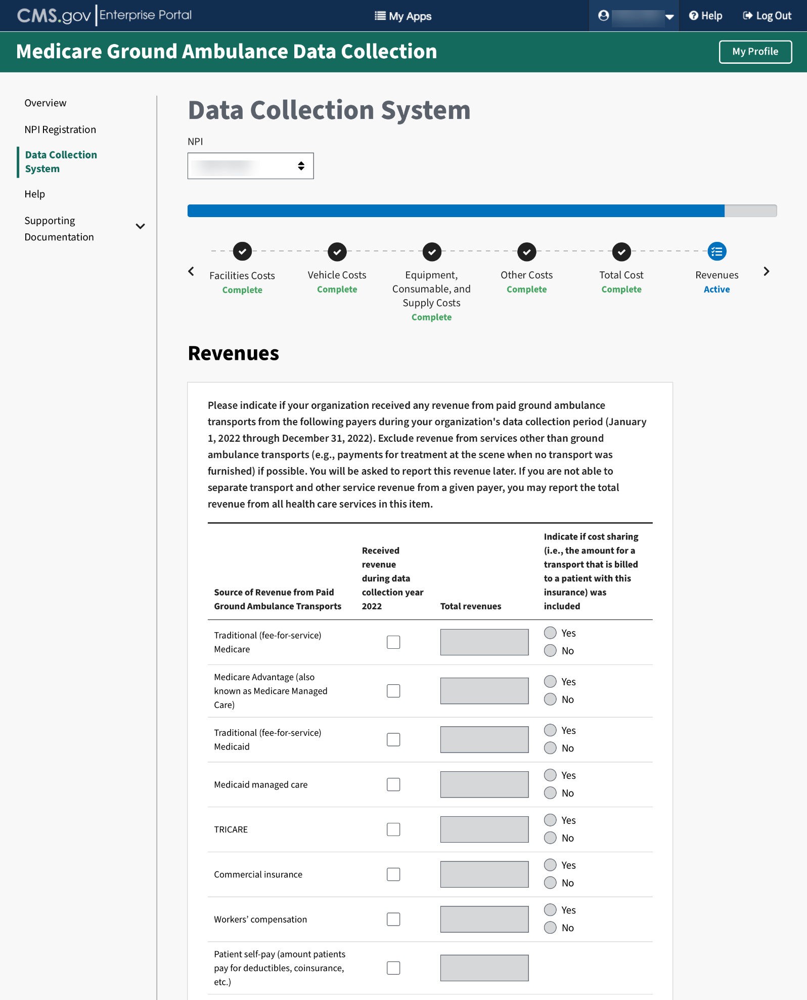 CMS.gov Enterprise Portal
My Apps
Help
Log Out
Medicare Ground Ambulance Data Collection
My Profile
Overview
NPI Registration
Data Collection
System
Help
Supporting
Documentation
Data Collection System
NPI
Facilities Costs
Complete
Vehicle Costs
Complete
Equipment,
Consumable, and
Supply Costs
Complete
Other Costs
Complete
Total Cost
Complete
Revenues
Active
Revenues
Please indicate if your organization received any revenue from paid ground ambulance
transports from the following payers during your organization's data collection period (January
1, 2022 through December 31, 2022). Exclude revenue from services other than ground
ambulance transports (e.g., payments for treatment at the scene when no transport was
furnished) if possible. You will be asked to report this revenue later. If you are not able to
separate transport and other service revenue from a given payer, you may report the total
revenue from all health care services in this item.
Source of Revenue from Paid
Ground Ambulance Transports
Received
revenue
during data
collection year
2022
Total revenues
Indicate if cost sharing
(i.e., the amount for a
transport that is billed
to a patient with this
insurance) was
included
Traditional (fee-for-service)
Medicare
Yes
No
Medicare Advantage (also
known as Medicare Managed
Care)
Yes
No
Traditional (fee-for-service)
Medicaid
Yes
No
Medicaid managed care
Yes
No
TRICARE
Yes
No
Commercial insurance
Yes
No
Workers’ compensation
Yes
No
Patient self-pay (amount patients
pay for deductibles, coinsurance,
etc.)